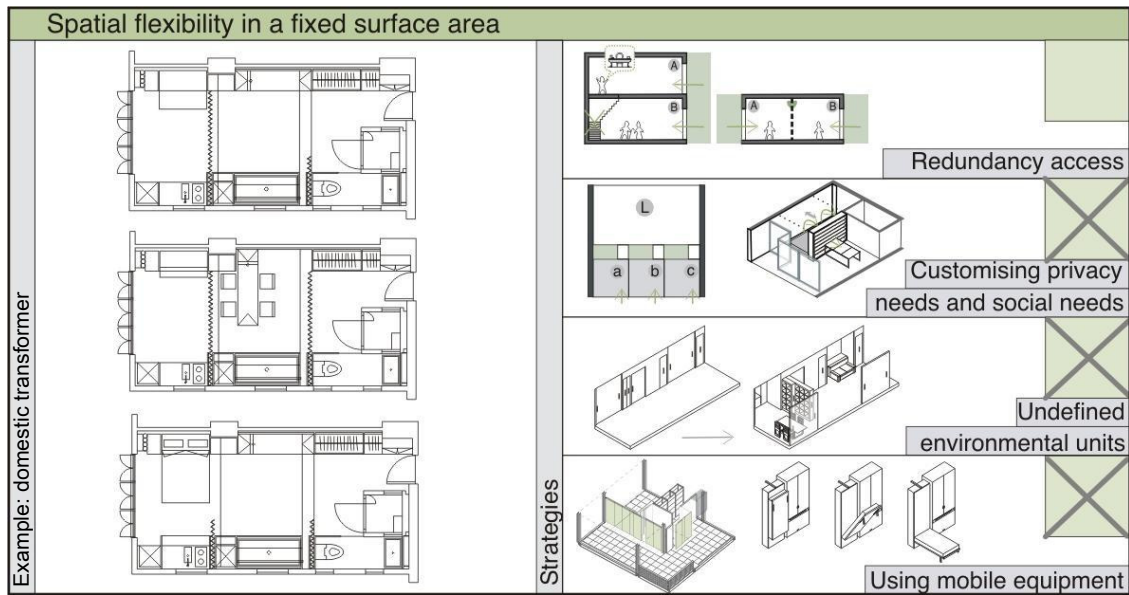 Spatial flexibility in a fixed surface area
Example: domestic transformer
Strategies
A
B
A
B
Redundancy access
L
a
b
c
Customising privacy
needs and social needs
Undefined
environmental units
Using mobile equipment